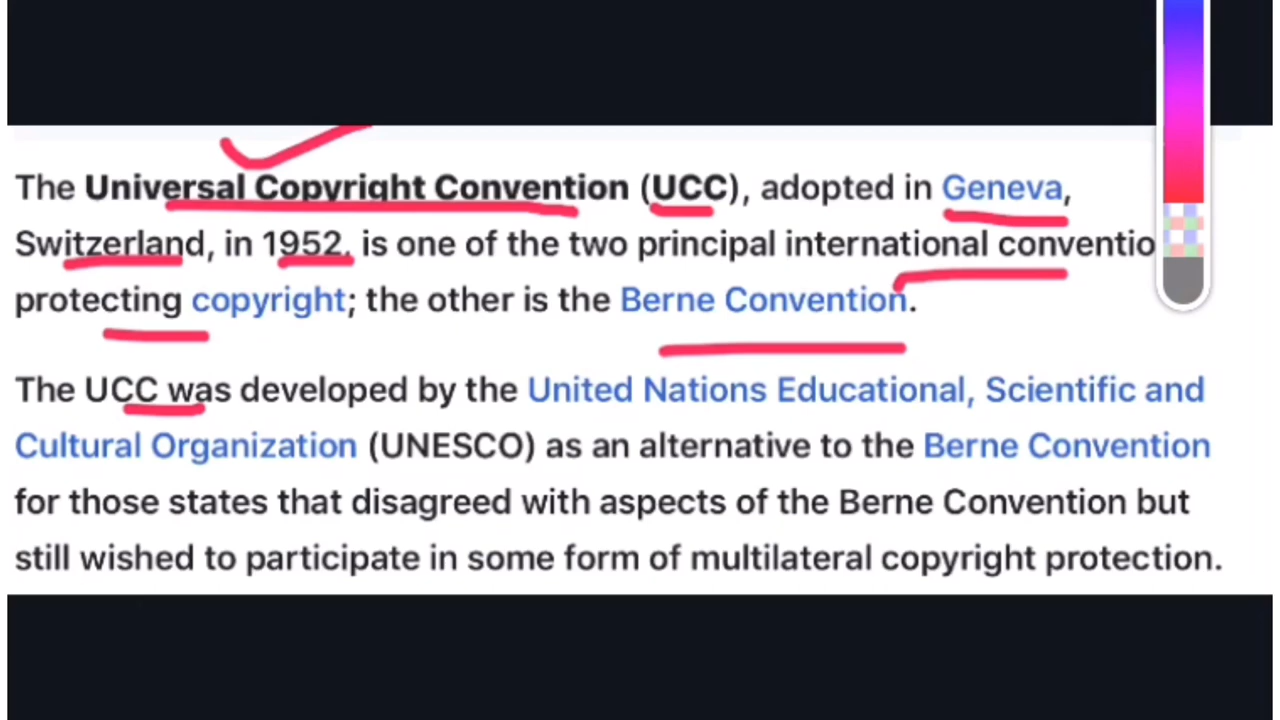 The Universal Copyright Convention (UCC), adopted in Geneva,
Switzerland, in 1952, is one of the two principal international conventio
protecting copyright; the other is the Berne Convention.
The UCC was developed by the United Nations Educational, Scientific and
Cultural Organization (UNESCO) as an alternative to the Berne Convention
for those states that disagreed with aspects of the Berne Convention but
still wished to participate in some form of multilateral copyright protection.